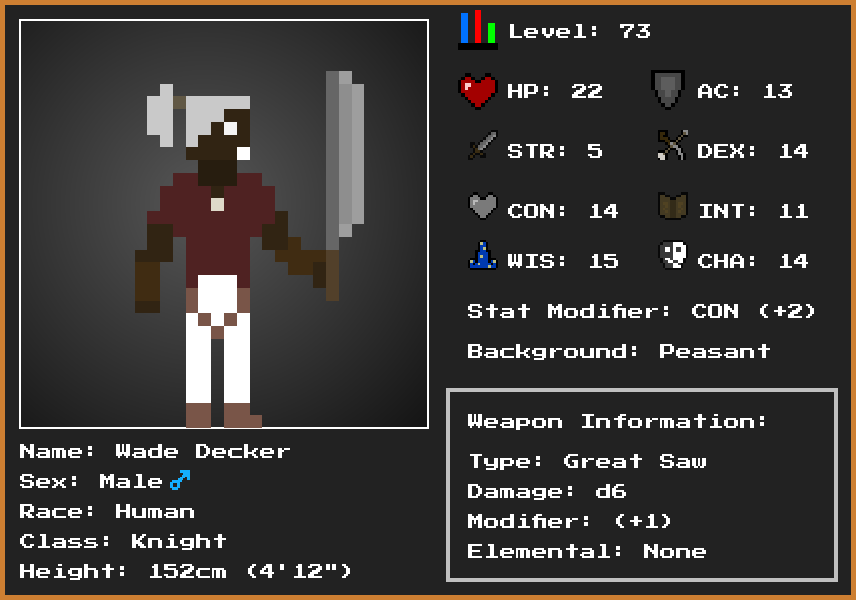 Level: 73
HP: 22 AC: 13
STR: 5 DEX: 14
CON: 14 INT: 11
WIS: 15 CHA: 14
Stat Modifier: CON (+2)
Background: Peasant
Weapon Information:
Type: Great Saw
Damage: d6
Modifier: (+1)
Elemental: None
Name: Wade Decker
Sex: Male ♂
Race: Human
Class: Knight
Height: 152cm (4'12")